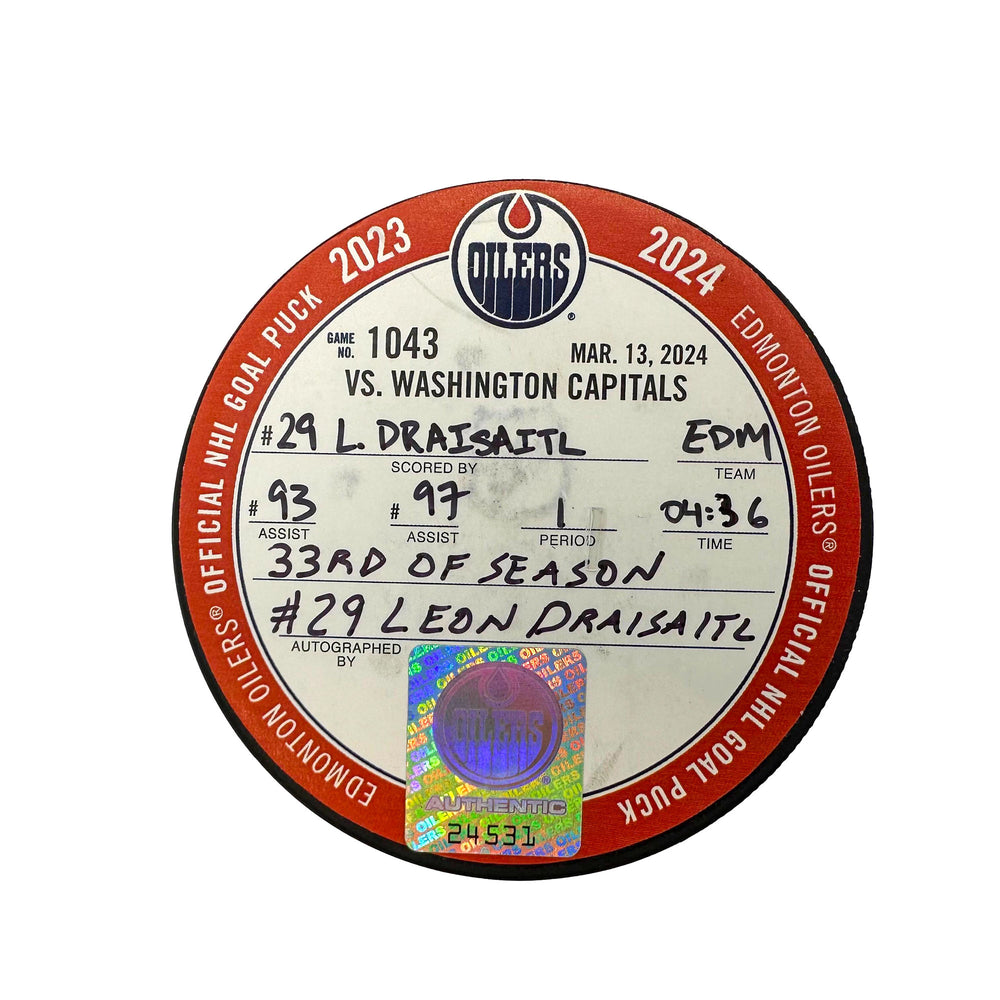 OILERS
®
EDMONTON OILERS® OFFICIAL NHL GOAL PUCK 2023
2024 EDMONTON OILERS® OFFICIAL NHL GOAL PUCK
GAME NO. 1043 MAR. 13, 2024
VS. WASHINGTON CAPITALS
#29 L. DRAISAITL EDM
SCORED BY TEAM
# 93 # 97 1 04:36
ASSIST ASSIST PERIOD TIME
33RD OF SEASON
#29 LEON DRAISAITL
AUTOGRAPHED
BY
OILERS
®
AUTHENTIC
24531